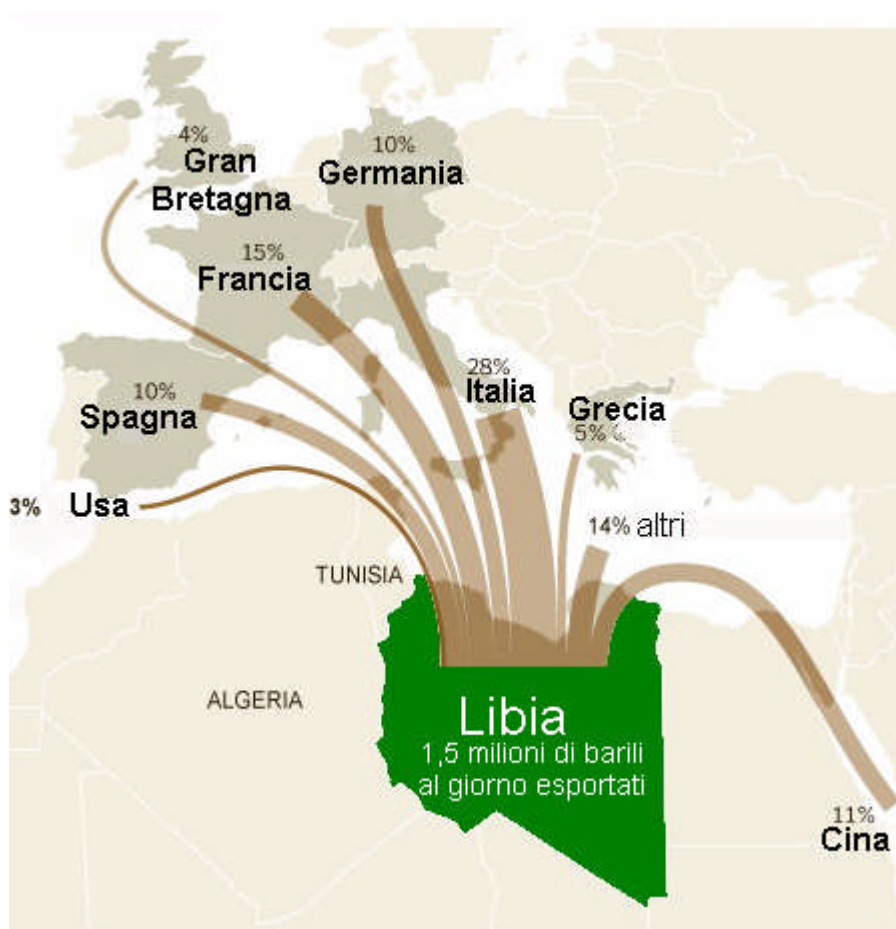 4%
Gran
Bretagna
10%
Germania
15%
Francia
10%
Spagna
28%
Italia
Grecia
5%
3% Usa
14% altri
TUNISIA
ALGERIA
Libia
1,5 milioni di barili
al giorno esportati
11%
Cina